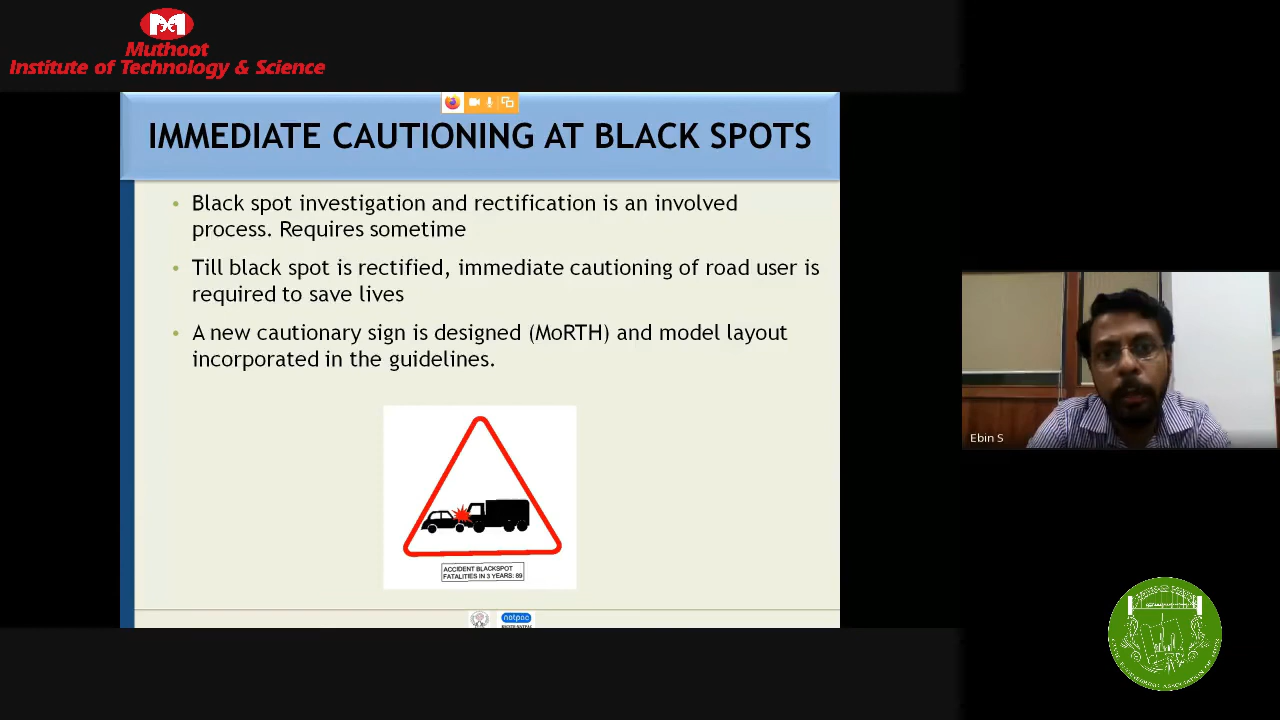 Muthoot
Institute of Technology & Science
IMMEDIATE CAUTIONING AT BLACK SPOTS
• Black spot investigation and rectification is an involved
process. Requires sometime
• Till black spot is rectified, immediate cautioning of road user is
required to save lives
• A new cautionary sign is designed (MoRTH) and model layout
incorporated in the guidelines.
ACCIDENT BLACKSPOT
FATALITIES IN 3 YEARS: 89
natpac
Ebin S